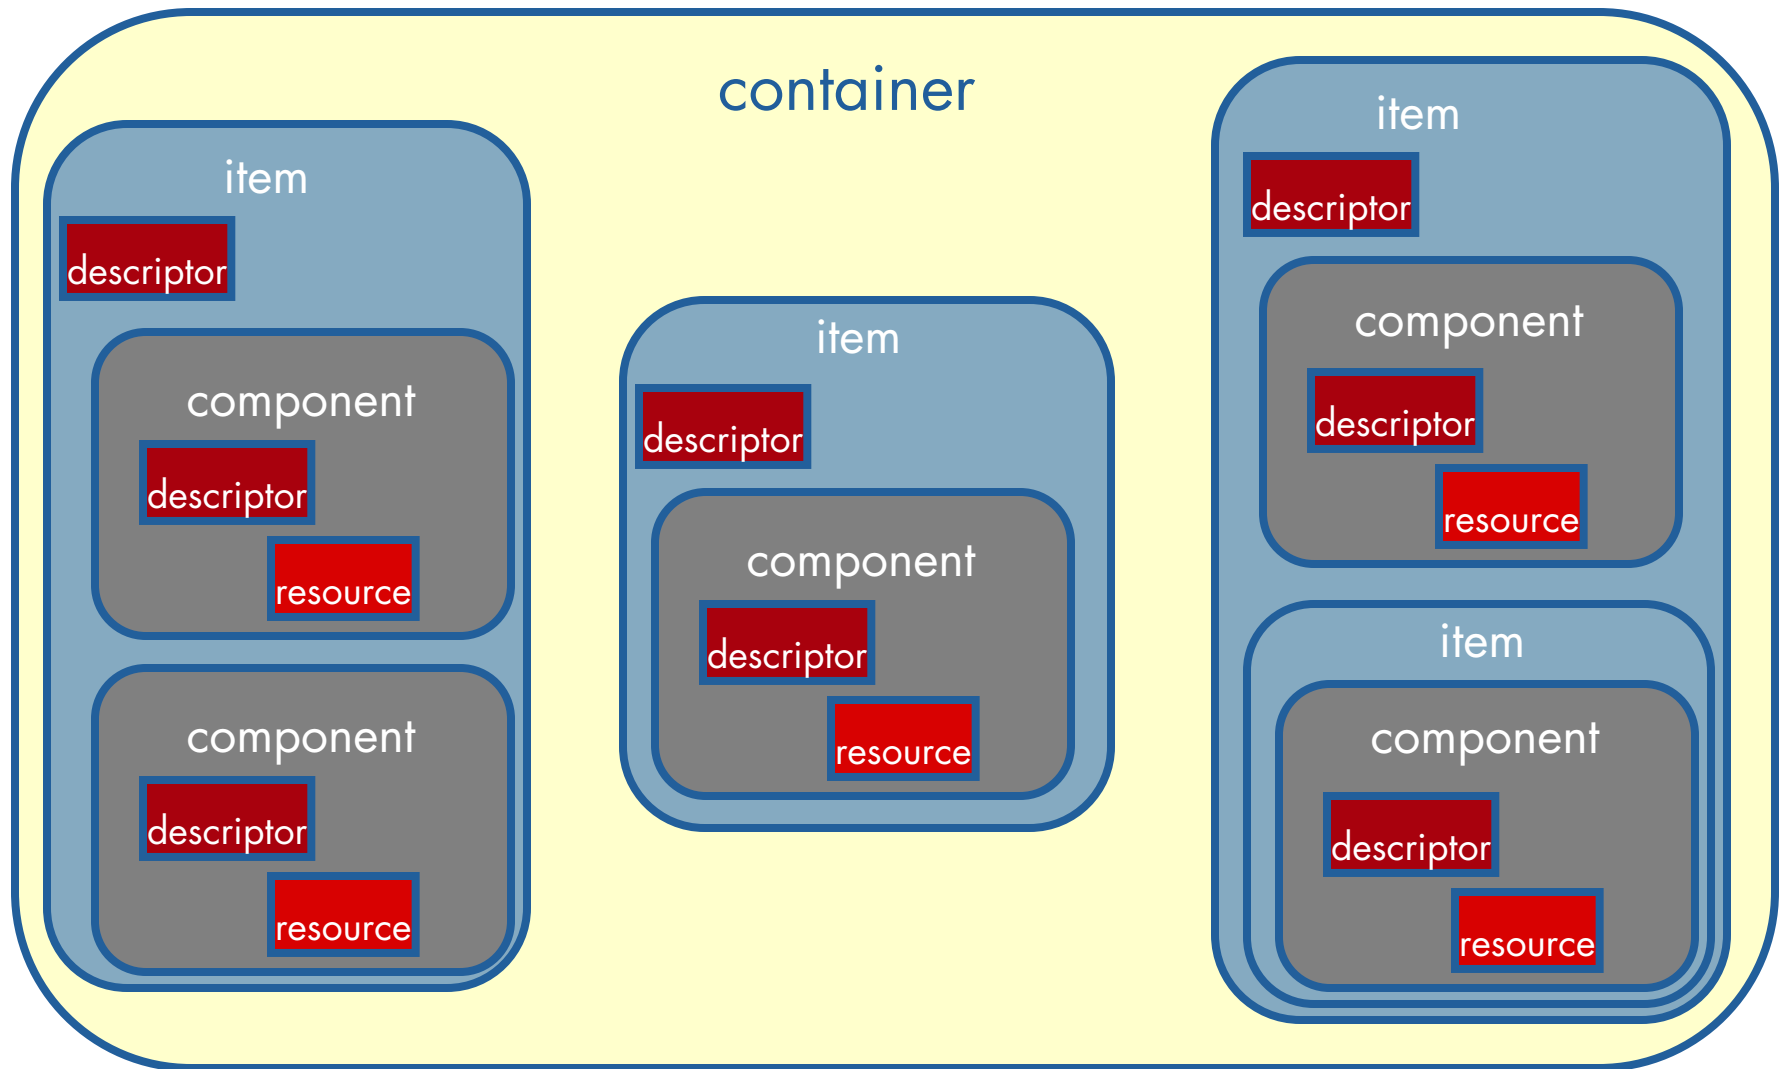 container
item
descriptor
component
descriptor
resource
component
descriptor
resource
item
descriptor
component
descriptor
resource
item
descriptor
component
descriptor
resource
item
component
descriptor
resource